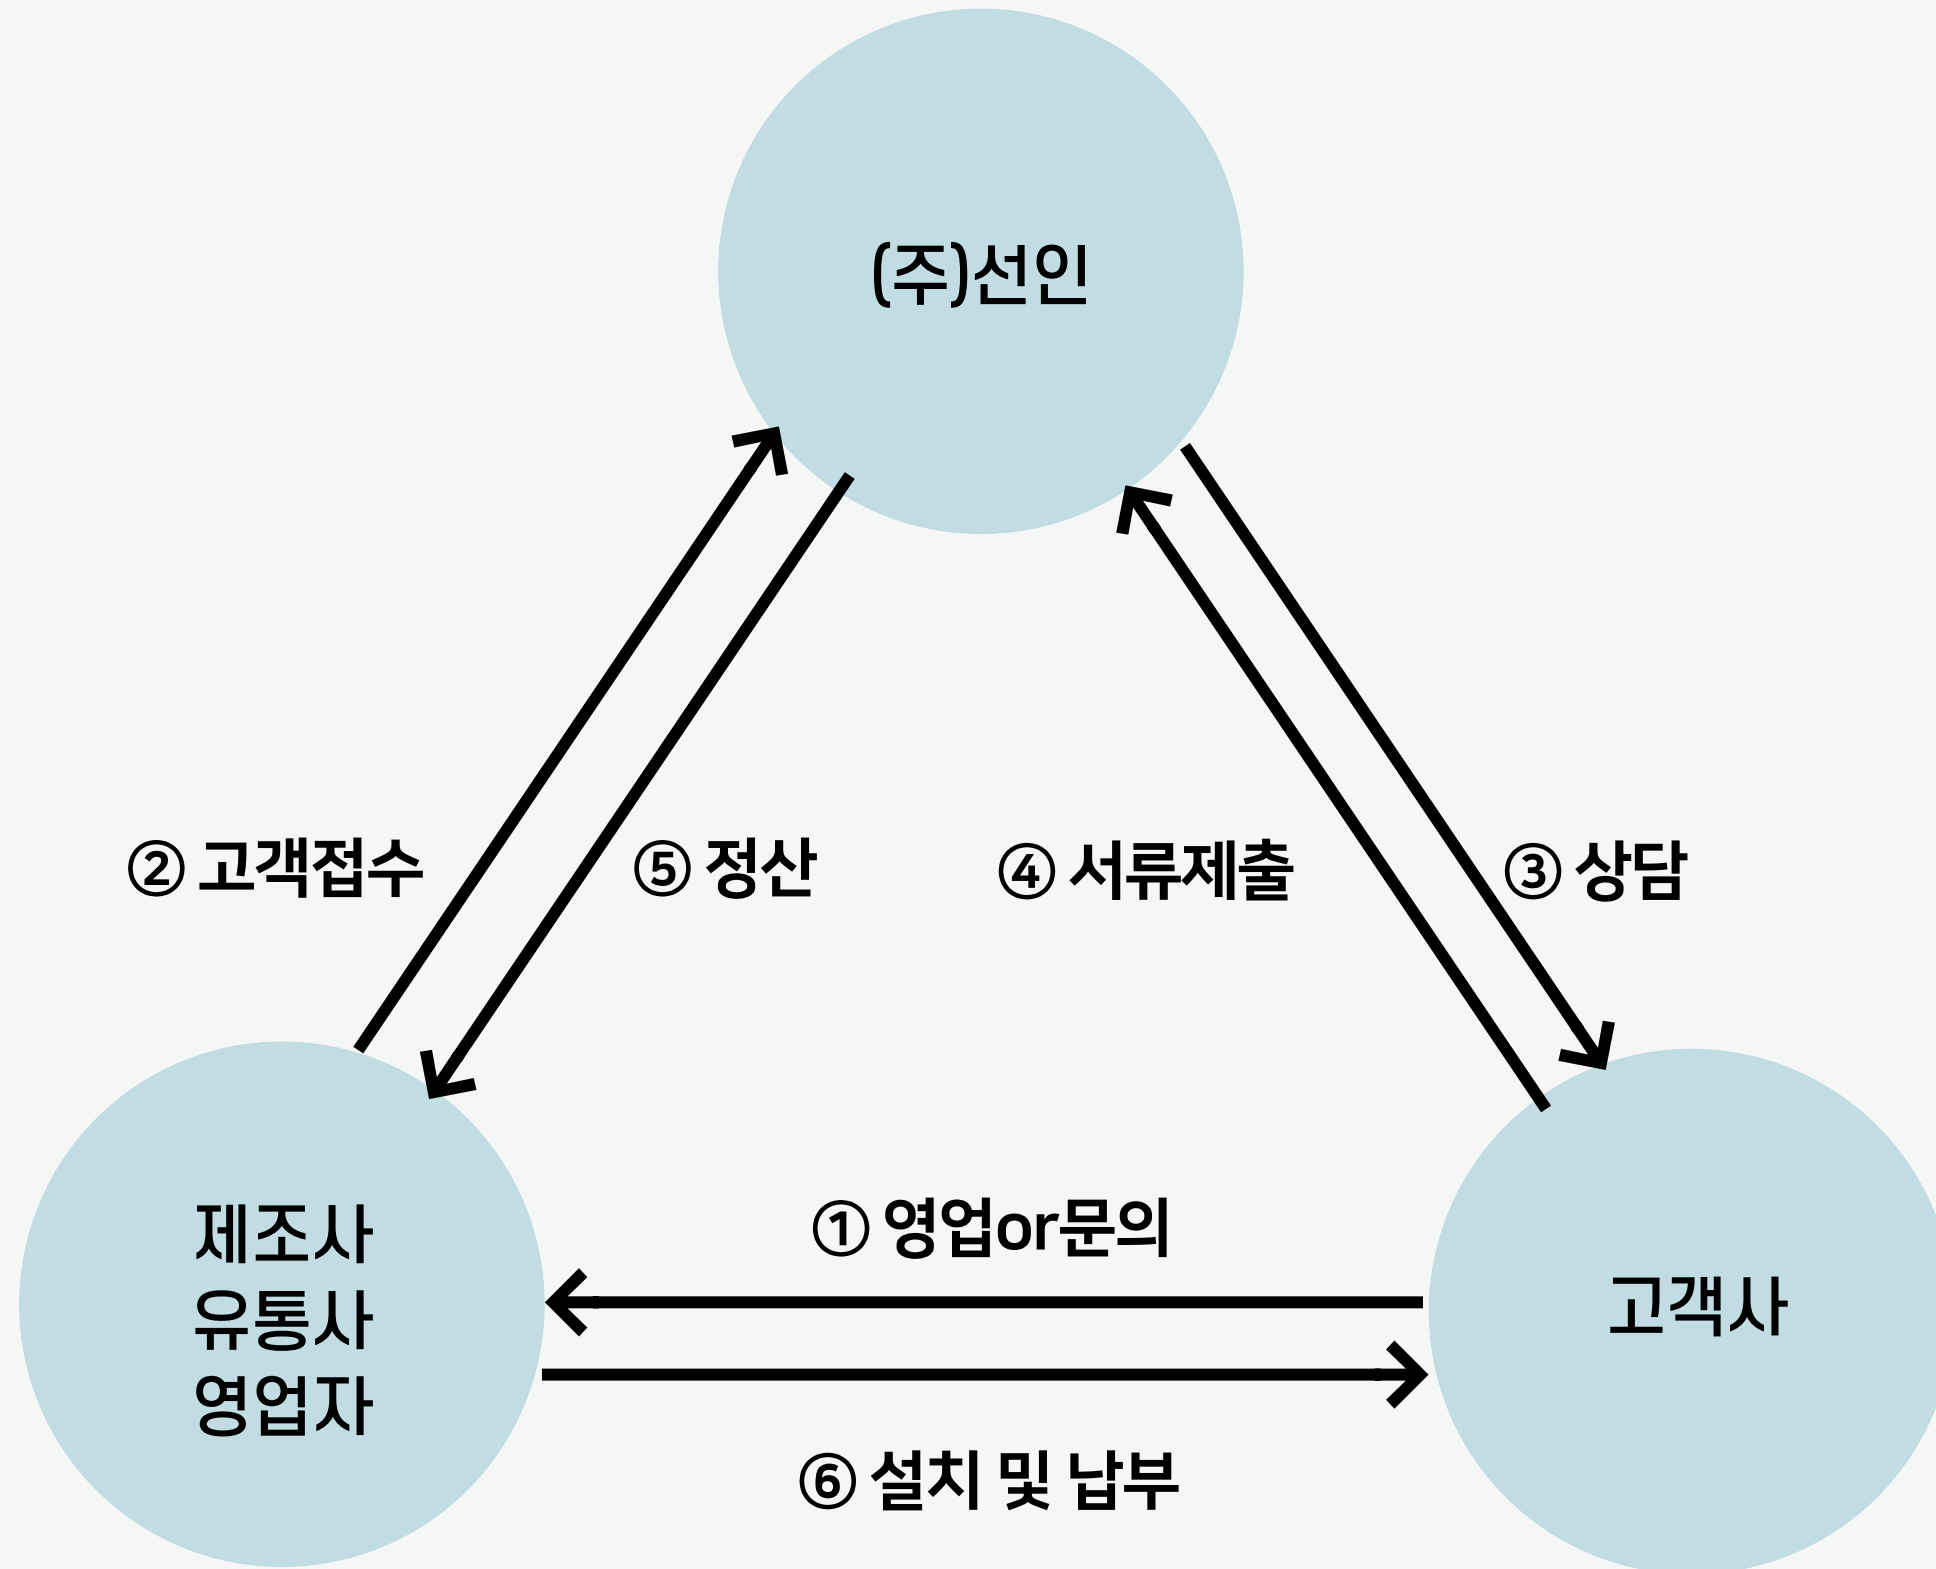 (주)선인
② 고객접수
⑤ 정산
④ 서류제출
③ 상담
① 영업or문의
제조사
유통사
영업자
고객사
⑥ 설치 및 납부